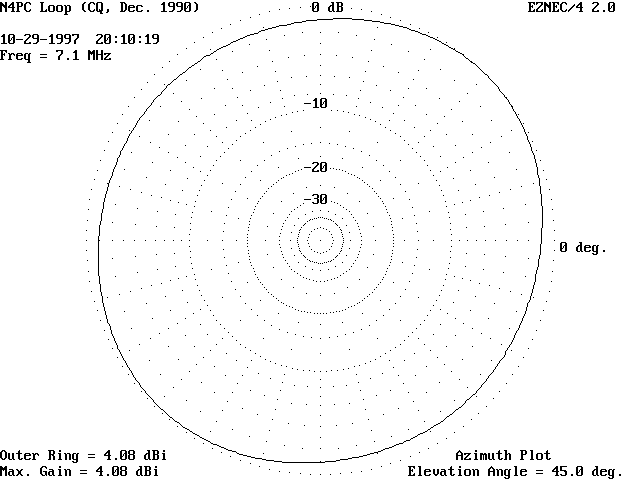 N4PC Loop (CQ, Dec. 1990)
0 dB
EZNEC/4 2.0
10-29-1997 20:10:19
Freq = 7.1 MHz
-10
-20
-30
0 deg.
Outer Ring = 4.08 dBi
Max. Gain = 4.08 dBi
Azimuth Plot
Elevation Angle = 45.0 deg.